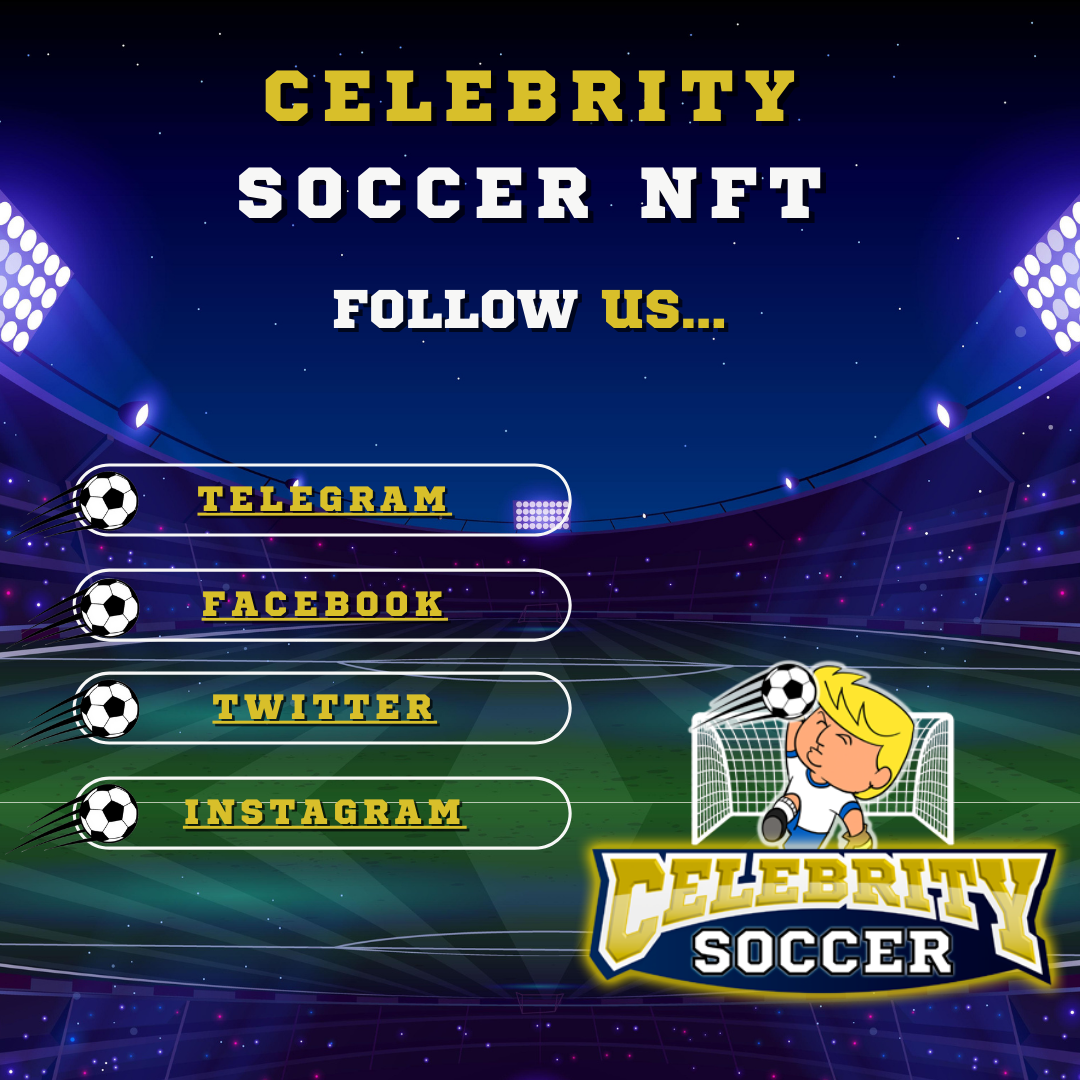 CELEBRITY
SOCCER NFT
FOLLOW US...
TELEGRAM
FACEBOOK
TWITTER
INSTAGRAM
CELEBRITY
SOCCER